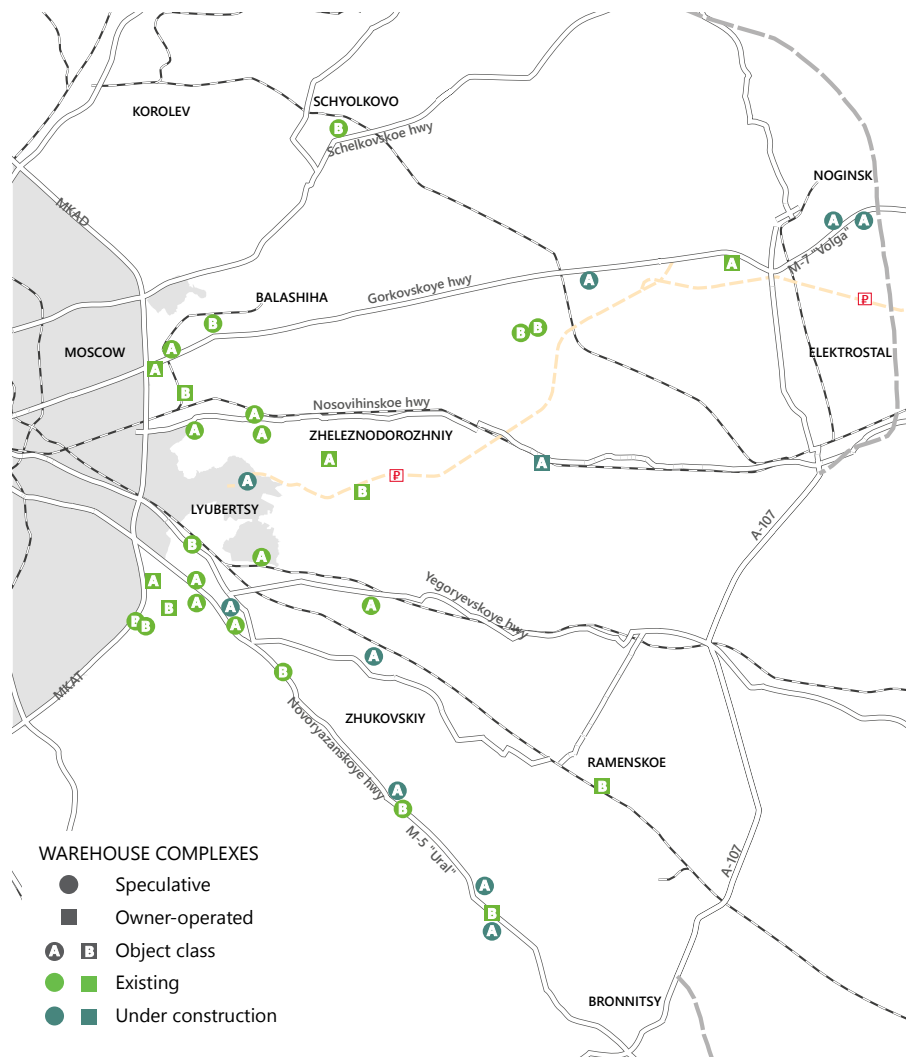 SCHYOLKOVO
KOROLEV
B
Schelkovskoe hwy
NOGINSK
MKAD
A
A
M-7 "Volga"
A
A
Gorkovskoye hwy
BALASHIHA
₽
B
B
B
MOSCOW
A
A
ELEKTROSTAL
B
Nosovihinskoe hwy
A
A
A
ZHELEZNODOROZHNIY
A
A
₽
A
B
LYUBERTSY
A-107
B
A
Yegoryevskoye hwy
A
A
B
A
A
A
B
B
A
A
B
MKAT
Novoryazanskoye hwy
ZHUKOVSKIY
RAMENSKOE
B
A
B
M-5 "Ural"
A-107
A
B
A
BRONNITSY
WAREHOUSE COMPLEXES
Speculative
Owner-operated
A B Object class
Existing
Under construction